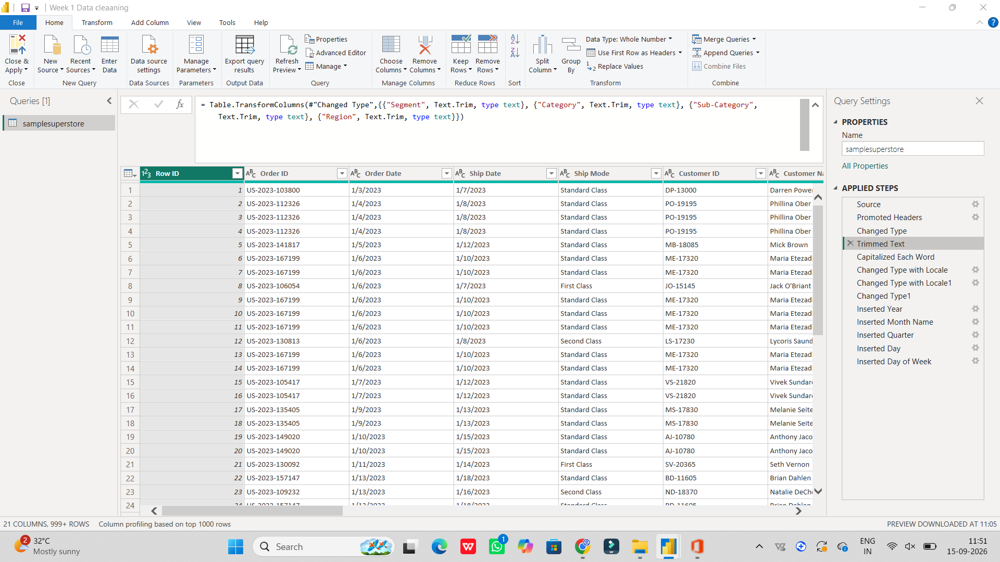 Week 1 Data cleaaning
File Home Transform Add Column View Tools Help
Close & Apply
New Source
Recent Sources
Enter Data
Data source settings
Manage Parameters
Export query results
Refresh Preview
Properties
Advanced Editor
Manage
Choose Columns
Remove Columns
Keep Rows
Remove Rows
Split Column
Group By
Data Type: Whole Number
Use First Row as Headers
Replace Values
Merge Queries
Append Queries
Combine Files
Close New Query Data Sources Parameters Output Data Query Manage Columns Reduce Rows Sort Transform Combine
Queries [1]
samplesuperstore
fx
= Table.TransformColumns(#"Changed Type",{{"Segment", Text.Trim, type text}, {"Category", Text.Trim, type text}, {"Sub-Category",
Text.Trim, type text}, {"Region", Text.Trim, type text}})
Row ID Order ID Order Date Ship Date Ship Mode Customer ID Customer Na
1 1 US-2023-103800 1/3/2023 1/7/2023 Standard Class DP-13000 Darren Power
2 2 US-2023-112326 1/4/2023 1/8/2023 Standard Class PO-19195 Phillina Ober
3 3 US-2023-112326 1/4/2023 1/8/2023 Standard Class PO-19195 Phillina Ober
4 4 US-2023-112326 1/4/2023 1/8/2023 Standard Class PO-19195 Phillina Ober
5 5 US-2023-141817 1/5/2023 1/12/2023 Standard Class MB-18085 Mick Brown
6 6 US-2023-167199 1/6/2023 1/10/2023 Standard Class ME-17320 Maria Etezad
7 7 US-2023-167199 1/6/2023 1/10/2023 Standard Class ME-17320 Maria Etezad
8 8 US-2023-106054 1/6/2023 1/7/2023 First Class JO-15145 Jack O'Briant
9 9 US-2023-167199 1/6/2023 1/10/2023 Standard Class ME-17320 Maria Etezad
10 10 US-2023-167199 1/6/2023 1/10/2023 Standard Class ME-17320 Maria Etezad
11 11 US-2023-167199 1/6/2023 1/10/2023 Standard Class ME-17320 Maria Etezad
12 12 US-2023-130813 1/6/2023 1/8/2023 Second Class LS-17230 Lycoris Saund
13 13 US-2023-167199 1/6/2023 1/10/2023 Standard Class ME-17320 Maria Etezad
14 14 US-2023-167199 1/6/2023 1/10/2023 Standard Class ME-17320 Maria Etezad
15 15 US-2023-105417 1/7/2023 1/12/2023 Standard Class VS-21820 Vivek Sundar
16 16 US-2023-105417 1/7/2023 1/12/2023 Standard Class VS-21820 Vivek Sundar
17 17 US-2023-135405 1/9/2023 1/13/2023 Standard Class MS-17830 Melanie Seite
18 18 US-2023-135405 1/9/2023 1/13/2023 Standard Class MS-17830 Melanie Seite
19 19 US-2023-149020 1/10/2023 1/15/2023 Standard Class AJ-10780 Anthony Jaco
20 20 US-2023-149020 1/10/2023 1/15/2023 Standard Class AJ-10780 Anthony Jaco
21 21 US-2023-130092 1/11/2023 1/14/2023 First Class SV-20365 Seth Vernon
22 22 US-2023-157147 1/13/2023 1/18/2023 Standard Class BD-11605 Brian Dahlen
23 23 US-2023-109232 1/13/2023 1/16/2023 Second Class ND-18370 Natalie DeCh
24 24 US-2023-157147 1/13/2023 1/18/2023 Standard Class BD-11605 Brian Dahlen
Query Settings
PROPERTIES
Name
samplesuperstore
All Properties
APPLIED STEPS
Source
Promoted Headers
Changed Type
Trimmed Text
Capitalized Each Word
Changed Type with Locale
Changed Type with Locale1
Changed Type1
Inserted Year
Inserted Month Name
Inserted Quarter
Inserted Day
Inserted Day of Week
21 COLUMNS, 999+ ROWS Column profiling based on top 1000 rows PREVIEW DOWNLOADED AT 11:05
2
32°C
Mostly sunny
Search
1
ENG
IN
11:51
15-09-2026